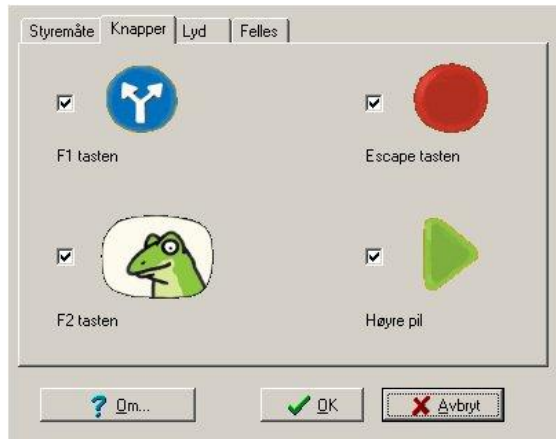 Styremåte Knapper Lyd Felles
F1 tasten Escape tasten
F2 tasten Høyre pil
? Om... OK Avbryt